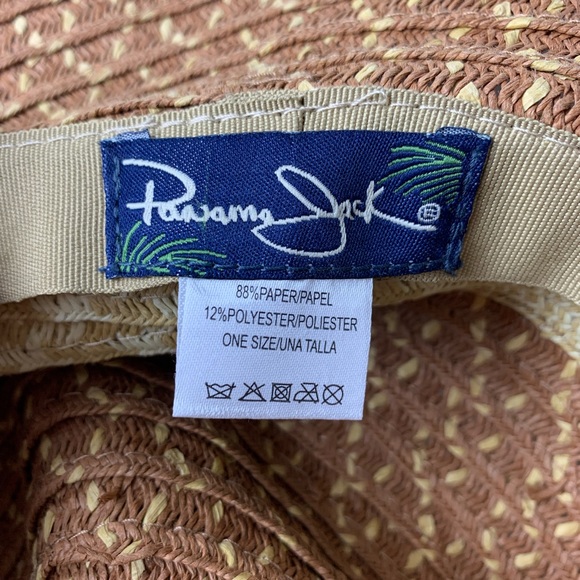 Panama Jack ®
88%PAPER/PAPEL
12%POLYESTER/POLIESTER
ONE SIZE/UNA TALLA